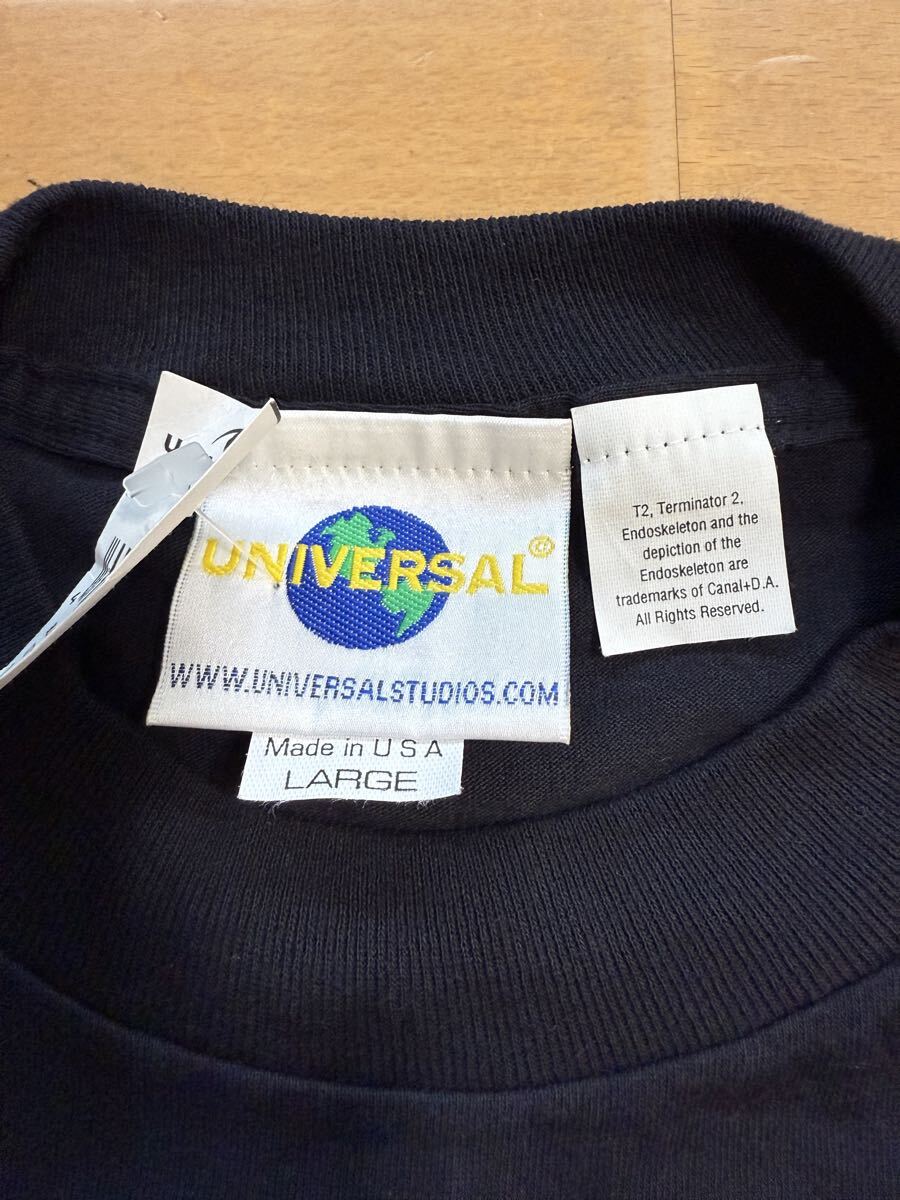 UNIVERSAL®
WWW.UNIVERSALSTUDIOS.COM
Made in U S A
LARGE
T2, Terminator 2,
Endoskeleton and the
depiction of the
Endoskeleton are
trademarks of Canal+D.A.
All Rights Reserved.